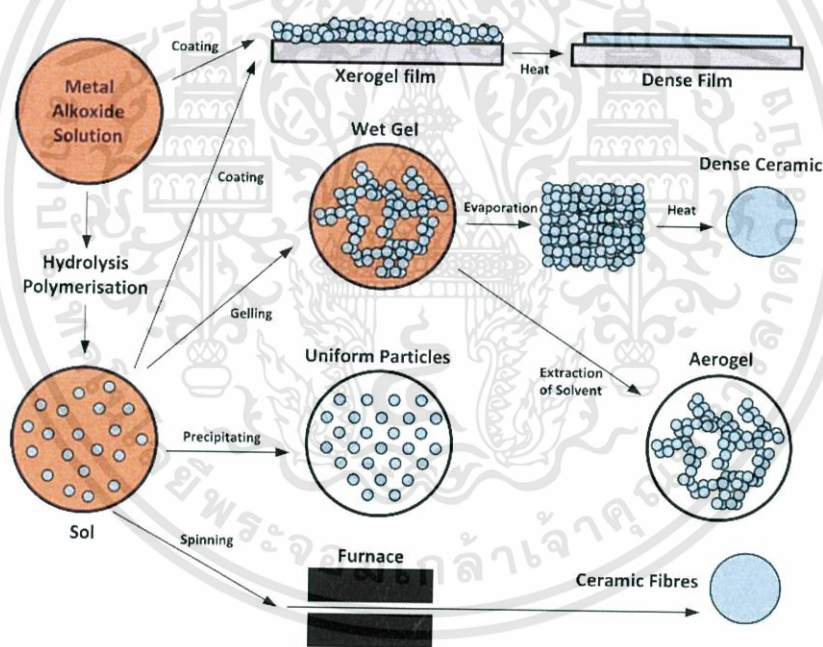 Coating
Xerogel film
Heat
Dense Film
Metal
Alkoxide
Solution
Wet Gel
Coating
Dense Ceramic
Evaporation
Heat
Hydrolysis
Polymerisation
Gelling
Uniform Particles
Extraction
of Solvent
Aerogel
Precipitating
Sol
Spinning
Furnace
Ceramic Fibres